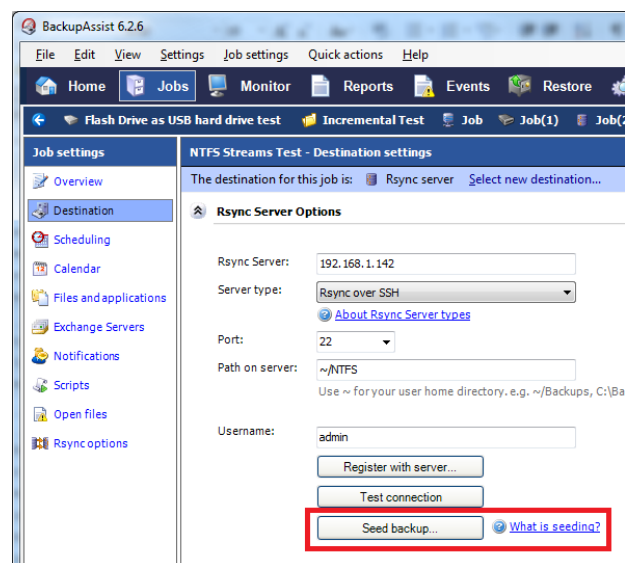 BackupAssist 6.2.6
File Edit View Settings Job settings Quick actions Help
Home Jobs Monitor Reports Events Restore
Flash Drive as USB hard drive test Incremental Test Job Job(1) Job(2
Job settings
NTFS Streams Test - Destination settings
Overview
The destination for this job is: Rsync server Select new destination...
Destination
Rsync Server Options
Scheduling
Calendar
Files and applications
Exchange Servers
Notifications
Scripts
Open files
Rsync options
Rsync Server: 192.168.1.142
Server type: Rsync over SSH
About Rsync Server types
Port: 22
Path on server: ~/NTFS
Use ~ for your user home directory. e.g. ~/Backups, C:\Ba
Username: admin
Register with server...
Test connection
Seed backup... What is seeding?